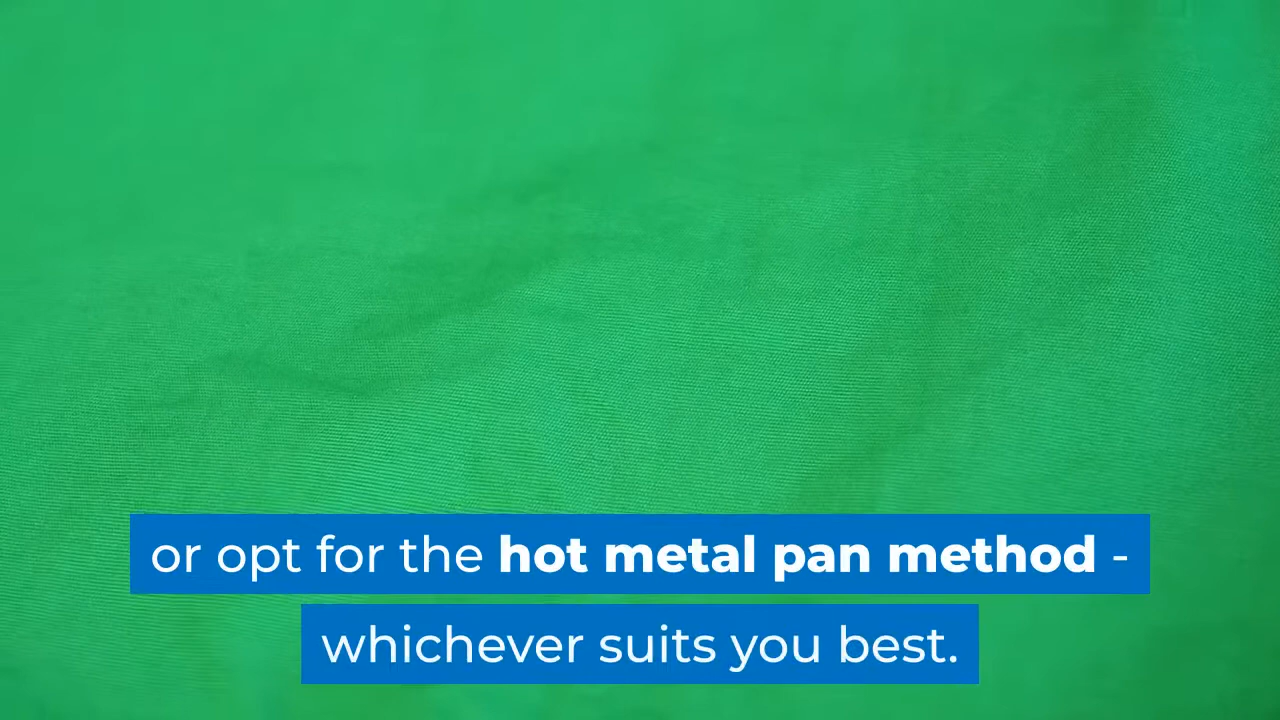 or opt for the hot metal pan method -
whichever suits you best.